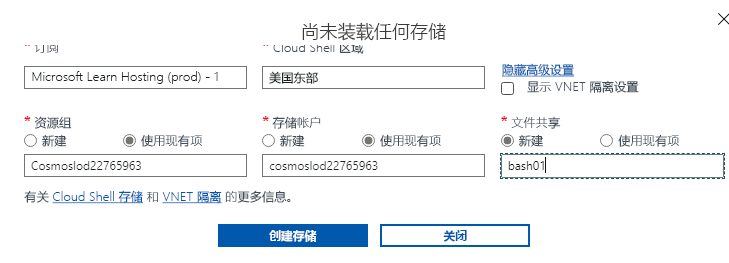 尚未装载任何存储
* 订阅
* Cloud Shell 区域
Microsoft Learn Hosting (prod) - 1
美国东部
隐藏高级设置
显示 VNET 隔离设置
* 资源组
* 存储帐户
* 文件共享
新建 使用现有项
新建 使用现有项
新建 使用现有项
Cosmoslod22765963
cosmoslod22765963
bash01
有关 Cloud Shell 存储 和 VNET 隔离 的更多信息。
创建存储
关闭